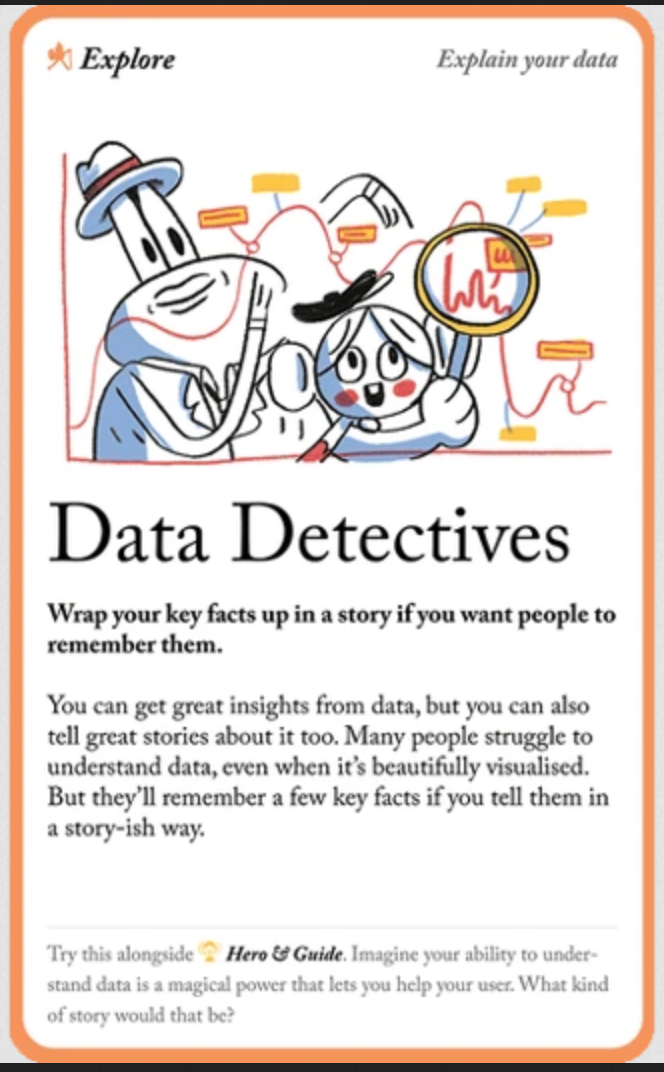 Explore
Explain your data
Data Detectives
Wrap your key facts up in a story if you want people to
remember them.
You can get great insights from data, but you can also
tell great stories about it too. Many people struggle to
understand data, even when it's beautifully visualised.
But they'll remember a few key facts if you tell them in
a story-ish way.
Try this alongside Hero & Guide. Imagine your ability to under-
stand data is a magical power that lets you help your user. What kind
of story would that be?